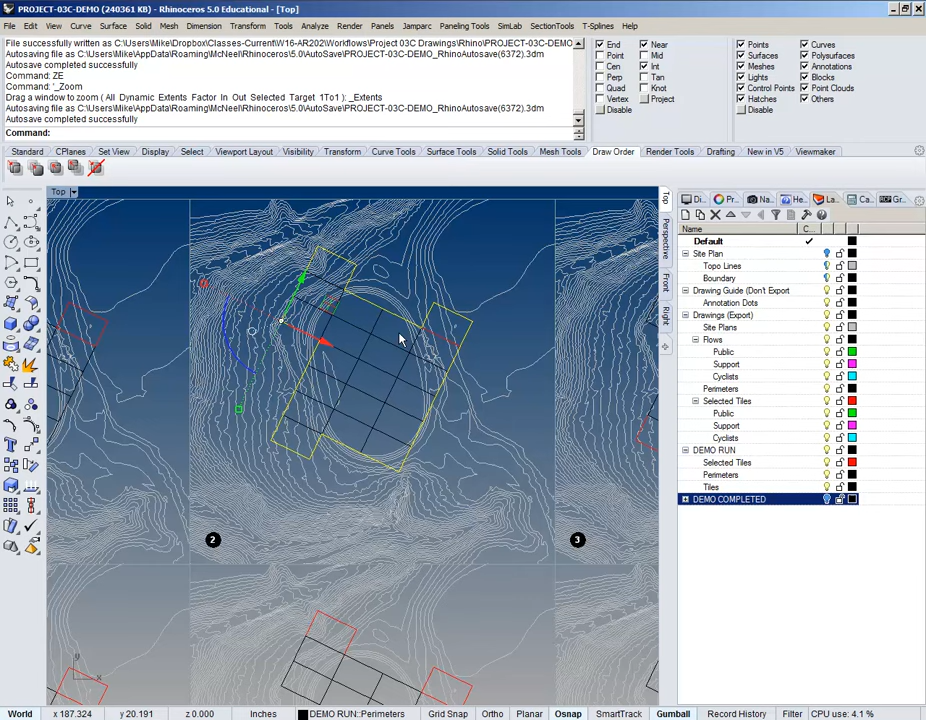 PROJECT-03C-DEMO (240361 KB) - Rhinoceros 5.0 Educational - [Top]
File Edit View Curve Surface Solid Mesh Dimension Transform Tools Analyze Render Panels Jamparc Paneling Tools SimLab SectionTools T-Splines Help
File successfully written as C:\Users\Mike\Dropbox\Classes-Current\W16-AR202\Workflows\Project 03C Drawings\Rhino\PROJECT-03C-DEMO
Autosaving file as C:\Users\Mike\AppData\Roaming\McNeel\Rhinoceros\5.0\AutoSave\PROJECT-03C-DEMO_RhinoAutosave(6372).3dm
Autosave completed successfully
Command: ZE
Command: '_Zoom
Drag a window to zoom ( All Dynamic Extents Factor In Out Selected Target 1To1 ): _Extents
Autosaving file as C:\Users\Mike\AppData\Roaming\McNeel\Rhinoceros\5.0\AutoSave\PROJECT-03C-DEMO_RhinoAutosave(6372).3dm
Autosave completed successfully
Command:
End Near
Point Mid
Cen Int
Perp Tan
Quad Knot
Vertex Project
Disable
Points Curves
Surfaces Polysurfaces
Meshes Annotations
Lights Blocks
Control Points Point Clouds
Hatches Others
Disable
Standard CPlanes Set View Display Select Viewport Layout Visibility Transform Curve Tools Surface Tools Solid Tools Mesh Tools Draw Order Render Tools Drafting New in V5 Viewmaker
Top
Top
Perspective
Front
Right
Di... Pr... Na... He... La... Ca... Gr...
Name C...
Default
Site Plan
Topo Lines
Boundary
Drawing Guide (Don't Export
Annotation Dots
Drawings (Export)
Site Plans
Rows
Public
Support
Cyclists
Perimeters
Selected Tiles
Public
Support
Cyclists
DEMO RUN
Selected Tiles
Perimeters
Tiles
DEMO COMPLETED
2
3
y
x
World x 187.324 y 20.191 z 0.000 Inches DEMO RUN::Perimeters Grid Snap Ortho Planar Osnap SmartTrack Gumball Record History Filter CPU use: 4.1 %